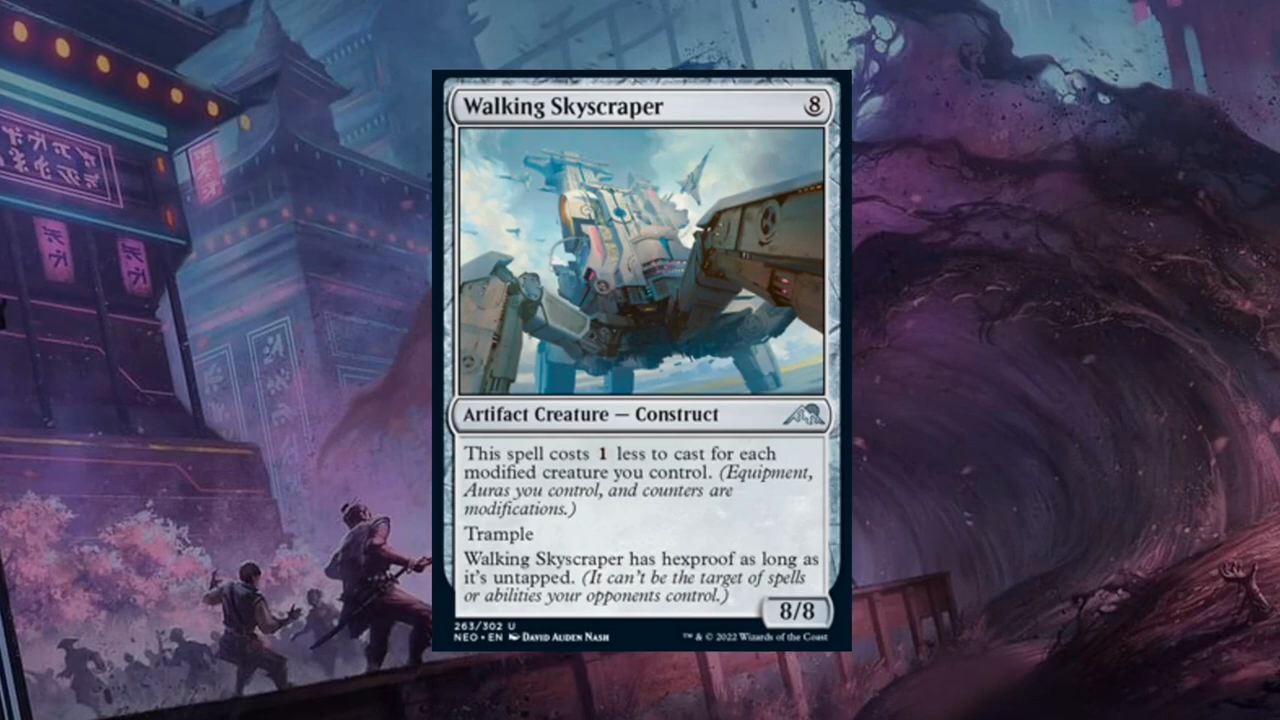 Walking Skyscraper 8
Artifact Creature — Construct
This spell costs 1 less to cast for each
modified creature you control. (Equipment,
Auras you control, and counters are
modifications.)
Trample
Walking Skyscraper has hexproof as long as
it's untapped. (It can't be the target of spells
or abilities your opponents control.)
8/8
263/302 U
NEO • EN David Auden Nash
™ & © 2022 Wizards of the Coast